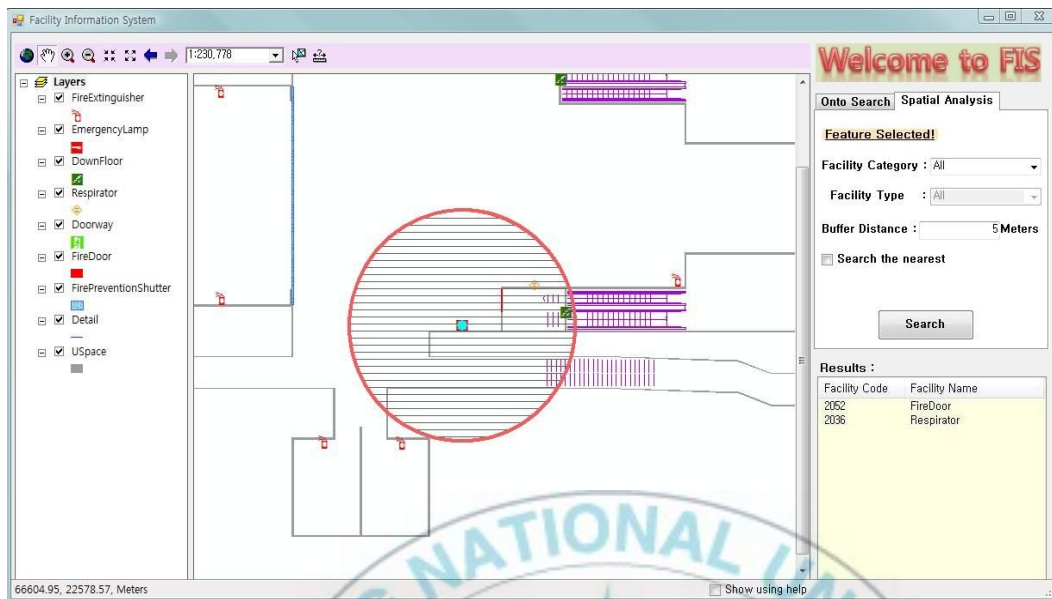 Facility Information System
1:230,778
Welcome to FIS
Layers
FireExtinguisher
EmergencyLamp
DownFloor
Respirator
Doorway
FireDoor
FirePreventionShutter
Detail
USpace
Onto Search Spatial Analysis
Feature Selected!
Facility Category : All
Facility Type : All
Buffer Distance : 5 Meters
Search the nearest
Search
Results :
Facility Code Facility Name
2052 FireDoor
2036 Respirator
NATIONAL
66604.95, 22578.57, Meters
Show using help